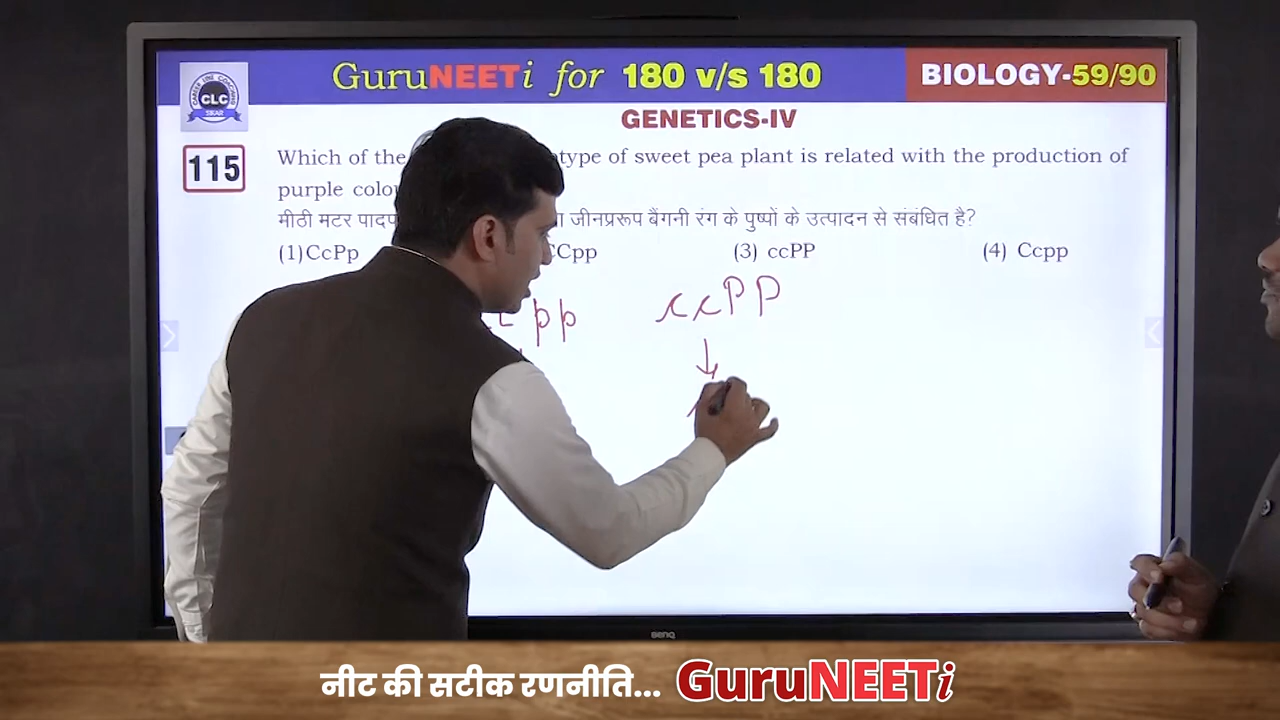 GuruNEETi for 180 v/s 180
BIOLOGY-59/90
CLC
SIKAR
GENETICS-IV
115
Which of the type of sweet pea plant is related with the production of
purple
मीठी मटर जीनप्ररूप बैंगनी रंग के पुष्पों के उत्पादन से संबंधित है?
(1)CcPp CCpp (3) ccPP (4) Ccpp
pp ccPP
BENQ
नीट की सटीक रणनीति... GuruNEETi